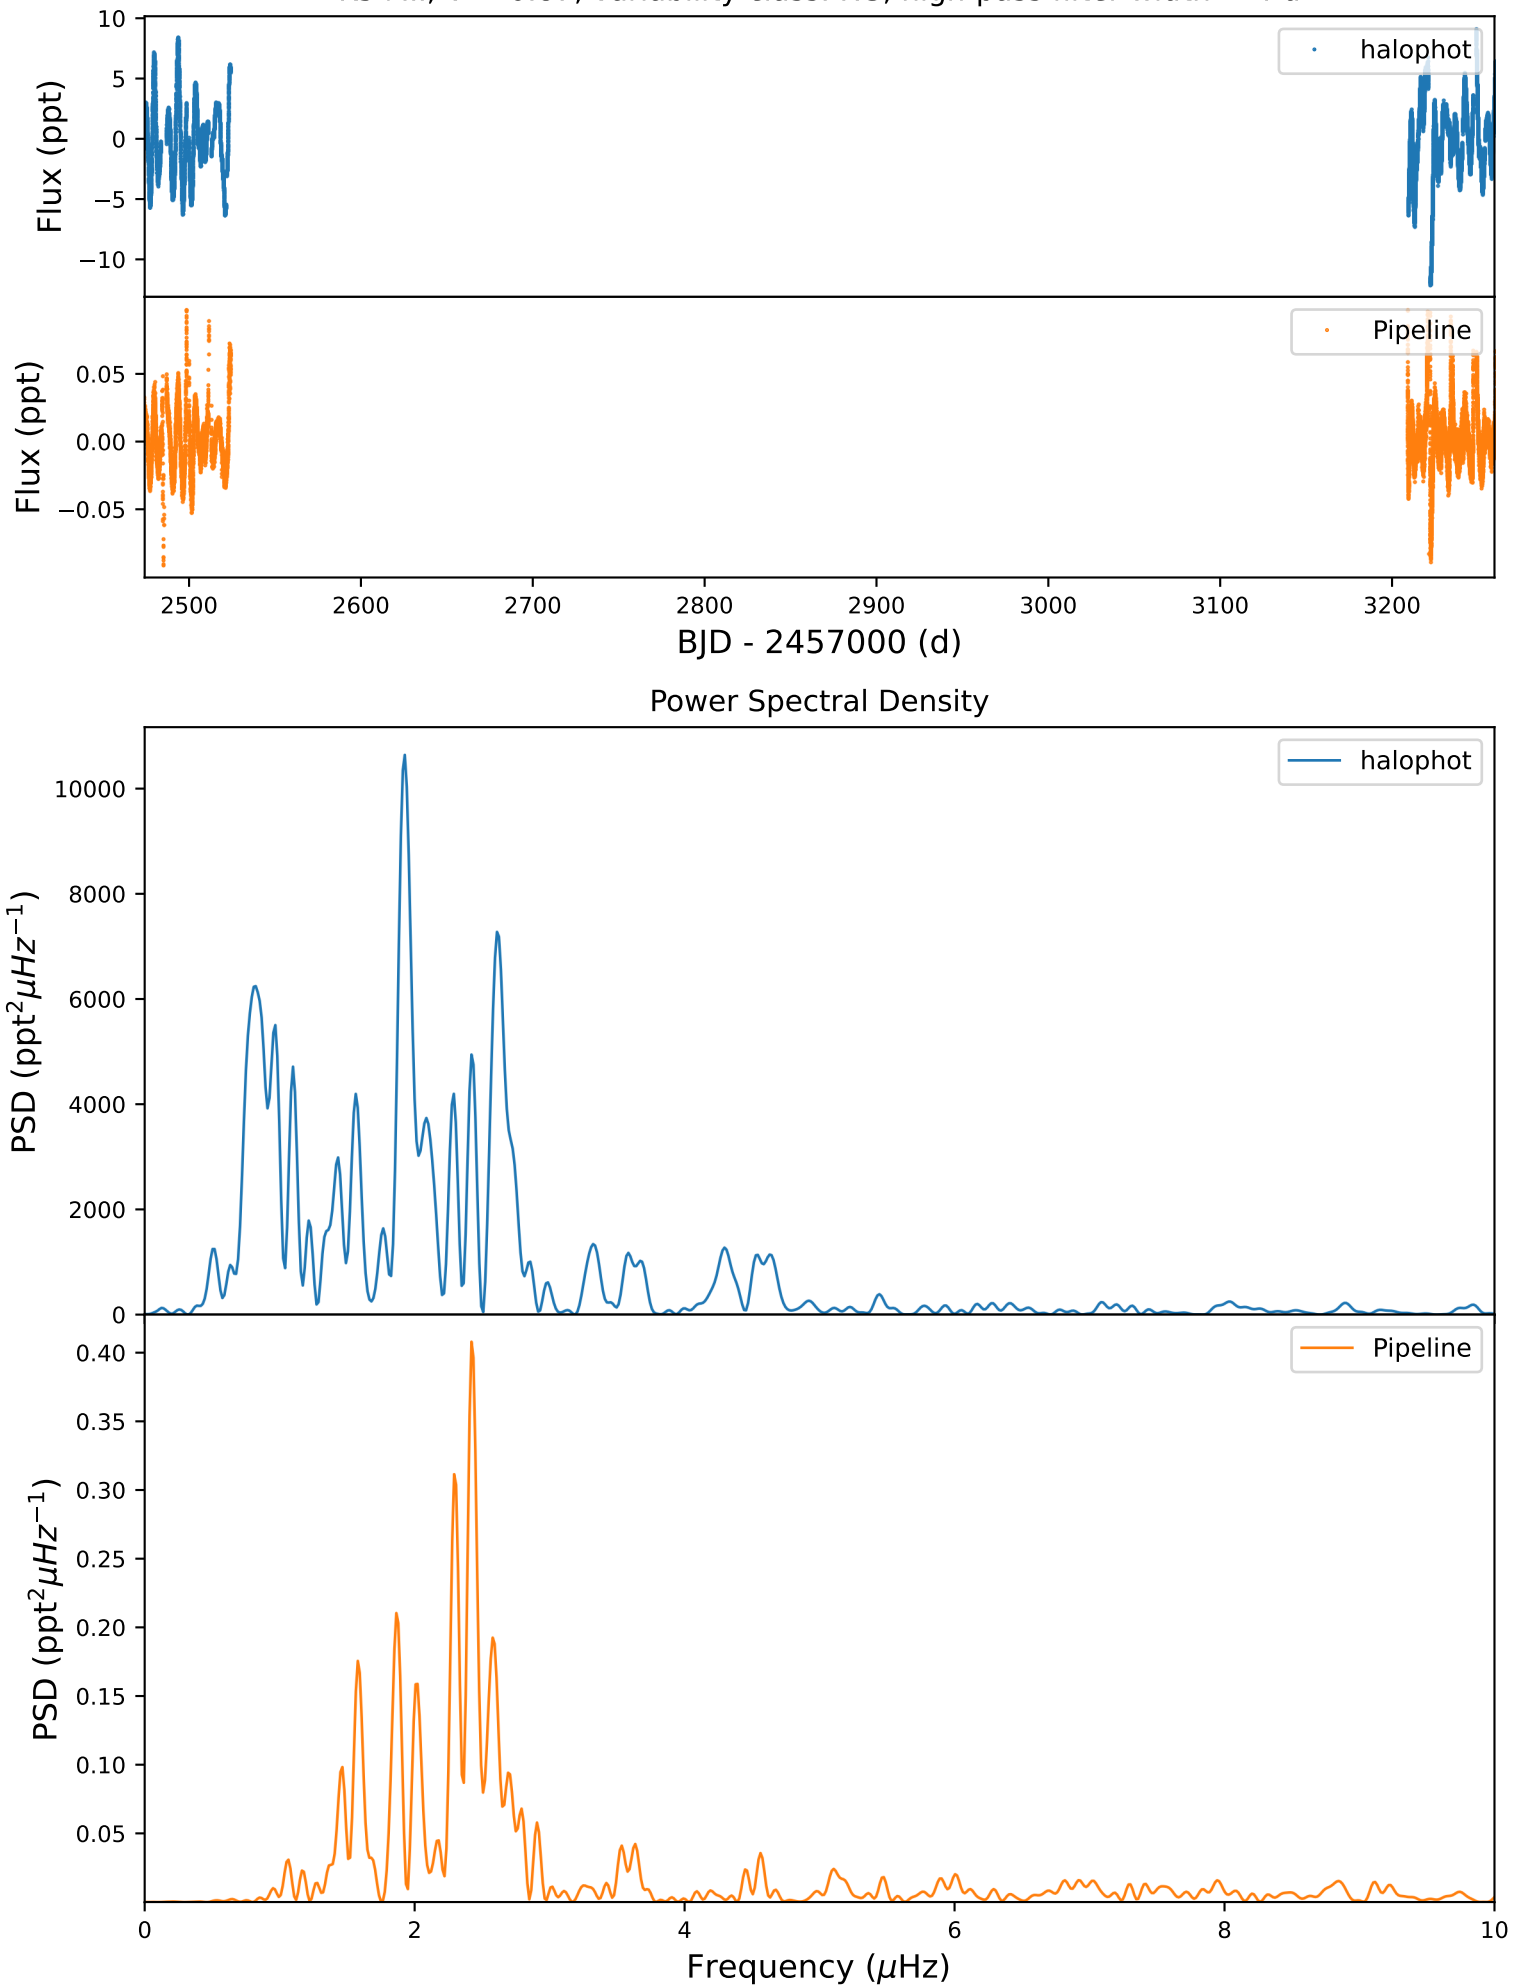 10
halophot
5
0
−5
−10
Flux (ppt)
Pipeline
0.05
0.00
−0.05
Flux (ppt)
2500 2600 2700 2800 2900 3000 3100 3200
BJD - 2457000 (d)
Power Spectral Density
halophot
10000
8000
6000
4000
2000
0
PSD (ppt²μHz⁻¹)
Pipeline
0.40
0.35
0.30
0.25
0.20
0.15
0.10
0.05
PSD (ppt²μHz⁻¹)
0 2 4 6 8 10
Frequency (μHz)